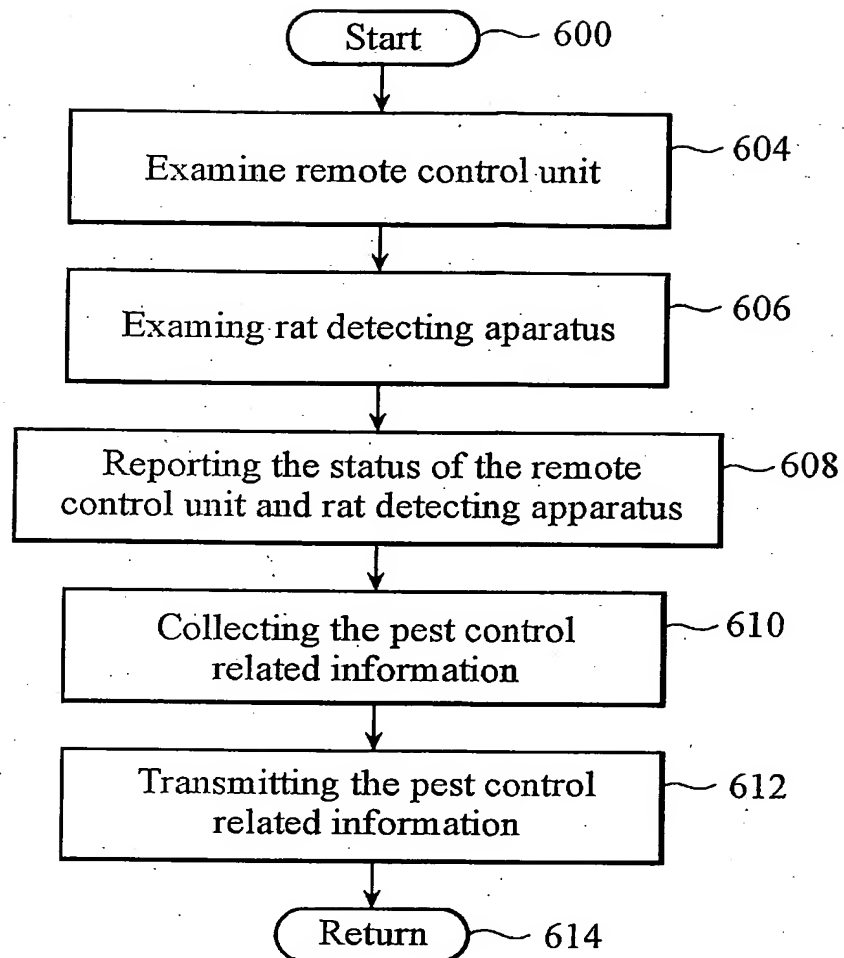 Start
600
Examine remote control unit
604
Examing rat detecting aparatus
606
Reporting the status of the remote
control unit and rat detecting apparatus
608
Collecting the pest control
related information
610
Transmitting the pest control
related information
612
Return
614